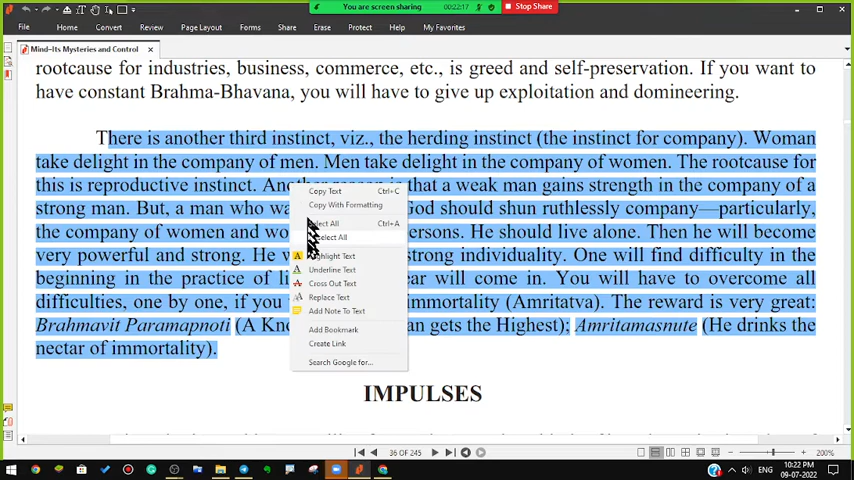 You are screen sharing
Stop Share
File Home Convert Review Page Layout Forms Share Erase Protect Help My Favorites
Mind–Its Mysteries and Control
rootcause for industries, business, commerce, etc., is greed and self-preservation. If you want to
have constant Brahma-Bhavana, you will have to give up exploitation and domineering.
There is another third instinct, viz., the herding instinct (the instinct for company). Woman
take delight in the company of men. Men take delight in the company of women. The rootcause for
this is reproductive instinct. that a weak man gains strength in the company of a
strong man. But, a man who God should shun ruthlessly company—particularly,
the company of women and He should live alone. Then he will become
very powerful and strong. He strong individuality. One will find difficulty in the
beginning in the practice of will come in. You will have to overcome all
difficulties, one by one, if you immortality (Amritatva). The reward is very great:
Brahmavit Paramapnoti (A gets the Highest); Amritamasnute (He drinks the
nectar of immortality).
Copy Text Ctrl+C
Copy With Formatting
All Ctrl+A
All
Text
Underline Text
Cross Out Text
Replace Text
Add Note To Text
Add Bookmark
Create Link
Search Google for...
IMPULSES
36 OF 245
200%
ENG
10:22 PM
09-07-2022
22:17